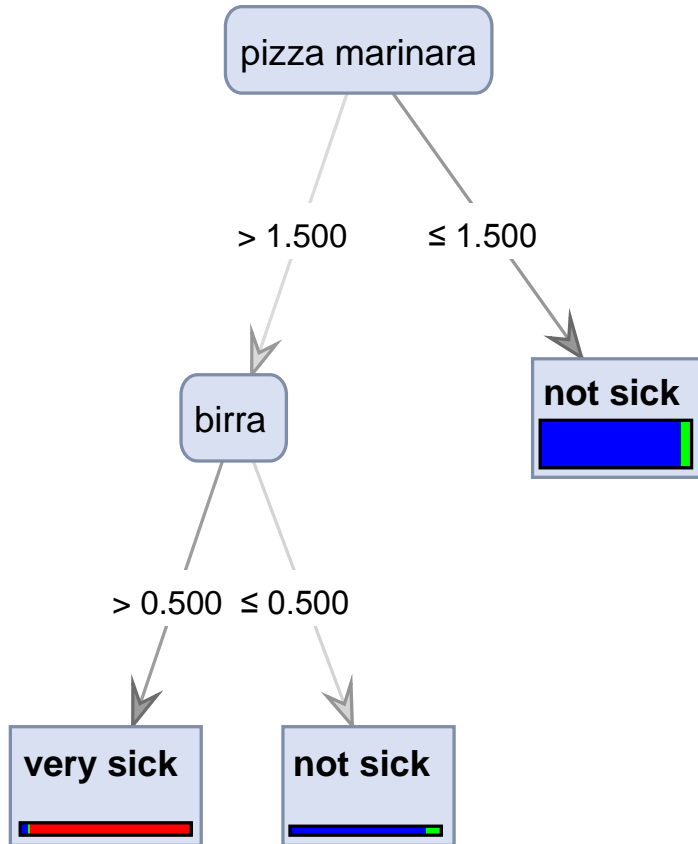 pizza marinara
> 1.500
≤ 1.500
not sick
birra
> 0.500
≤ 0.500
very sick
not sick